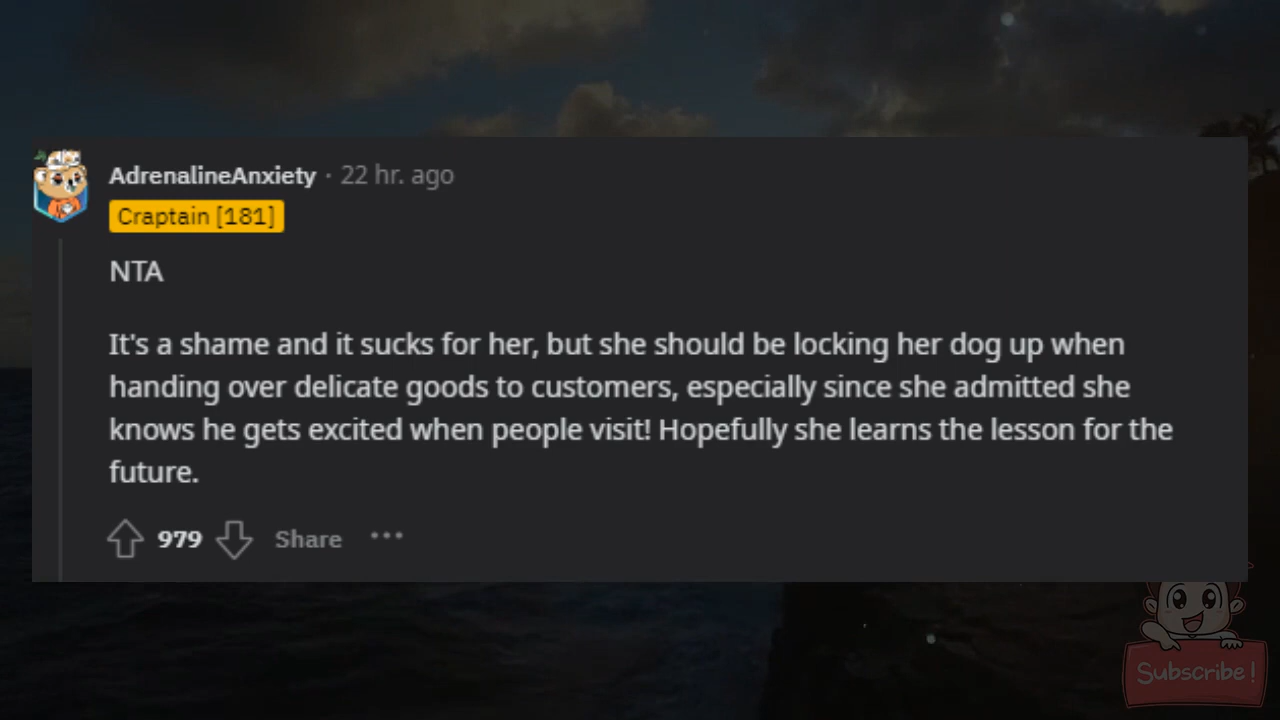 AdrenalineAnxiety · 22 hr. ago
Craptain [181]
NTA
It's a shame and it sucks for her, but she should be locking her dog up when
handing over delicate goods to customers, especially since she admitted she
knows he gets excited when people visit! Hopefully she learns the lesson for the
future.
979 Share ···
Subscribe!